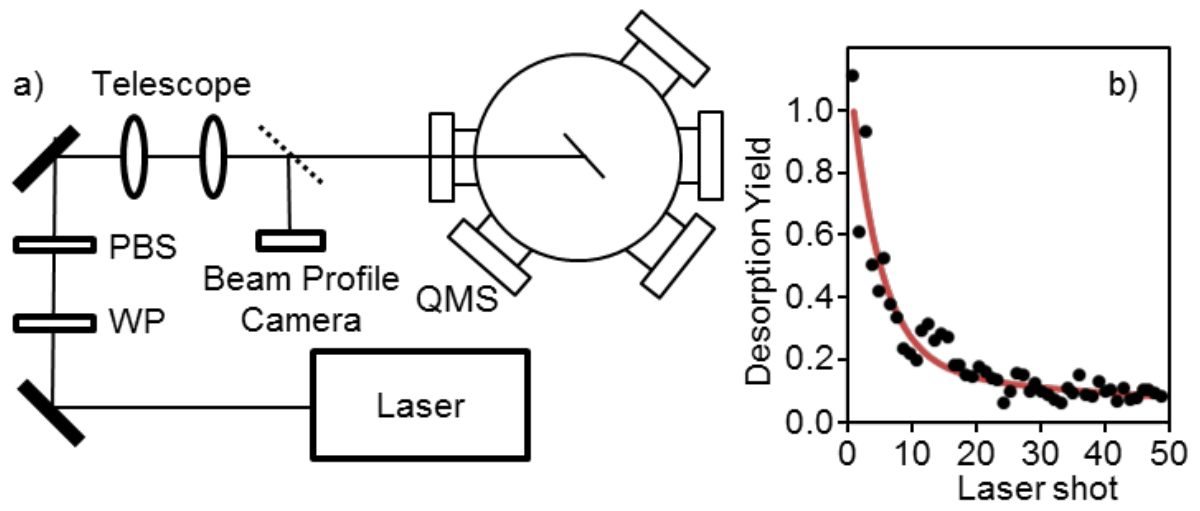 a)
Telescope
PBS
WP
Beam Profile
Camera
QMS
Laser
b)
Desorption Yield
1.0
0.8
0.6
0.4
0.2
0.0
0 10 20 30 40 50
Laser shot